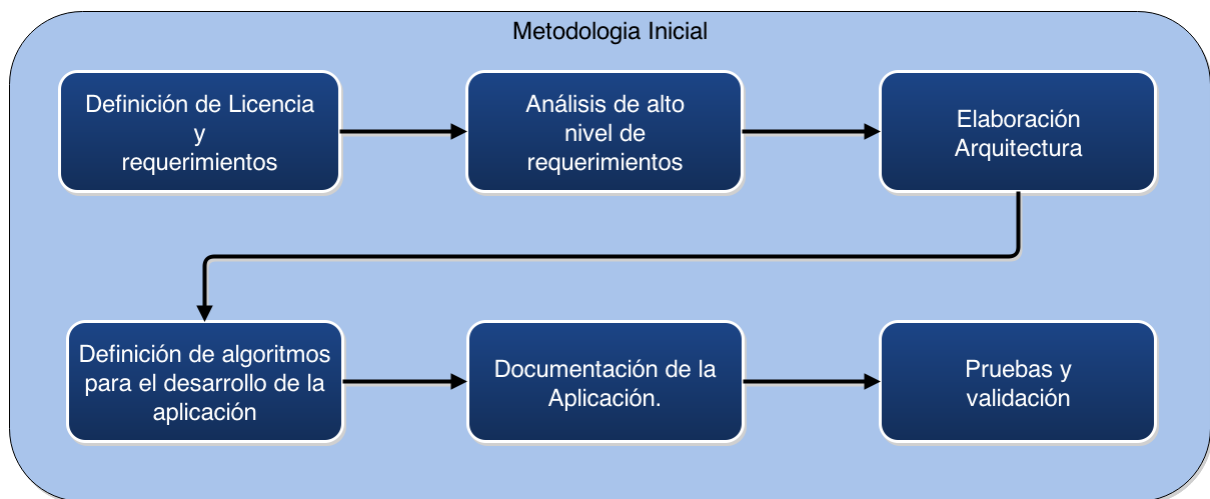 Metodologia Inicial
Definición de Licencia
y
requerimientos
Análisis de alto
nivel de
requerimientos
Elaboración
Arquitectura
Definición de algoritmos
para el desarrollo de la
aplicación
Documentación de la
Aplicación.
Pruebas y
validación